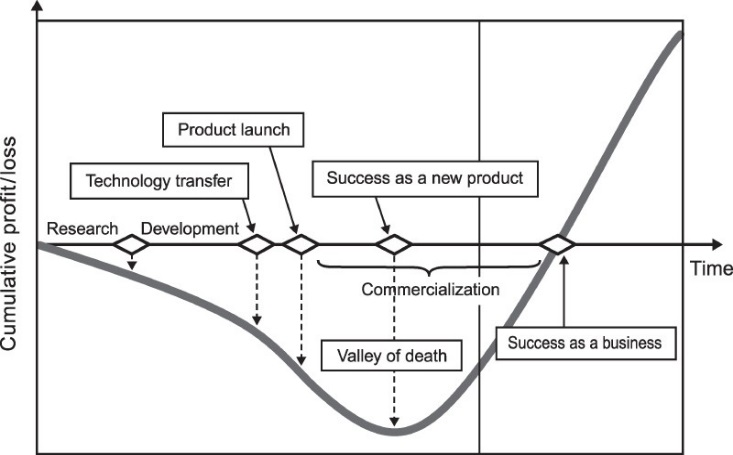 Cumulative profit/loss
Product launch
Technology transfer
Success as a new product
Research
Development
Time
Commercialization
Valley of death
Success as a business